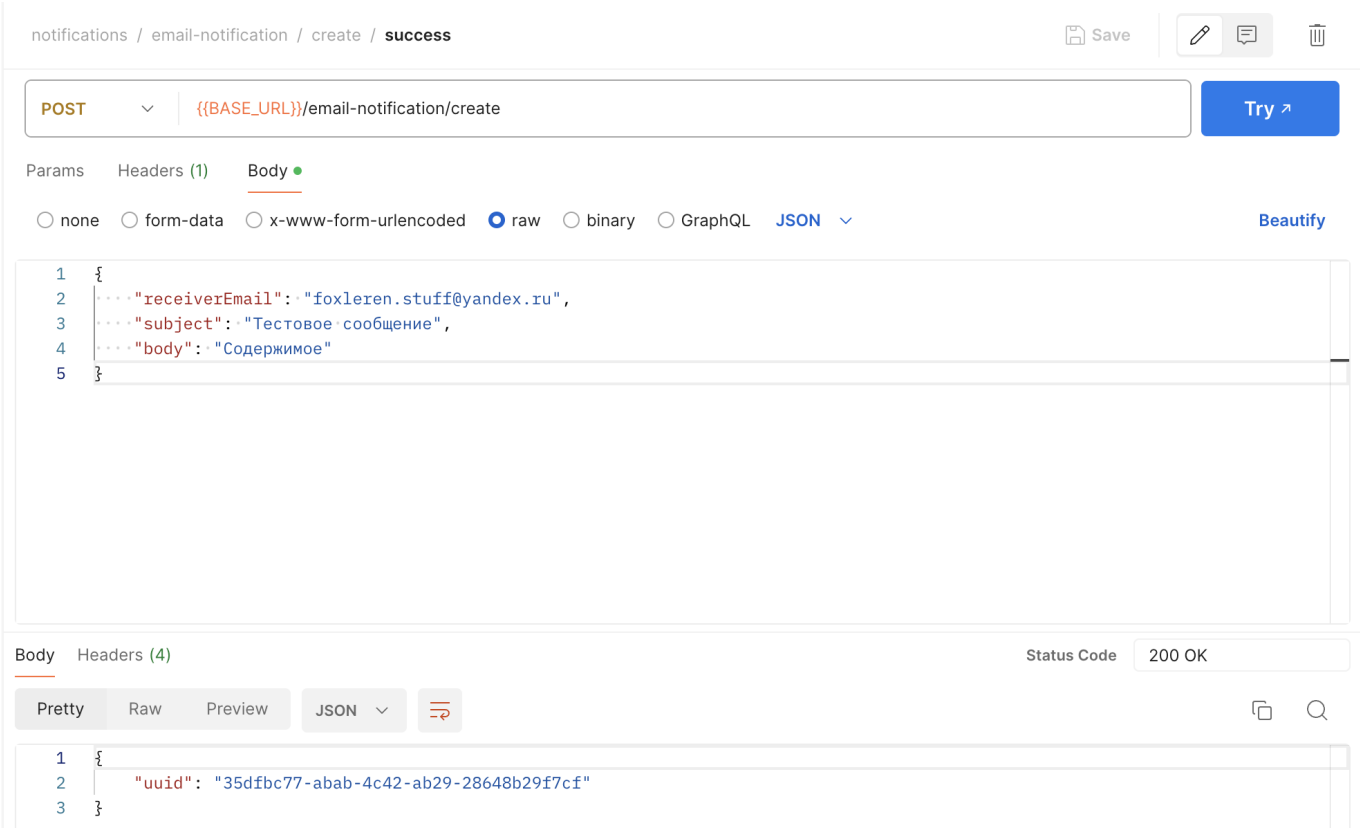 notifications / email-notification / create / success
Save
POST
{{BASE_URL}}/email-notification/create
Try ↗
Params Headers (1) Body
none form-data x-www-form-urlencoded raw binary GraphQL JSON
Beautify
1 {
2 "receiverEmail": "foxleren.stuff@yandex.ru",
3 "subject": "Тестовое сообщение",
4 "body": "Содержимое"
5 }
Body Headers (4)
Status Code 200 OK
Pretty Raw Preview JSON
1 {
2 "uuid": "35dfbc77-abab-4c42-ab29-28648b29f7cf"
3 }